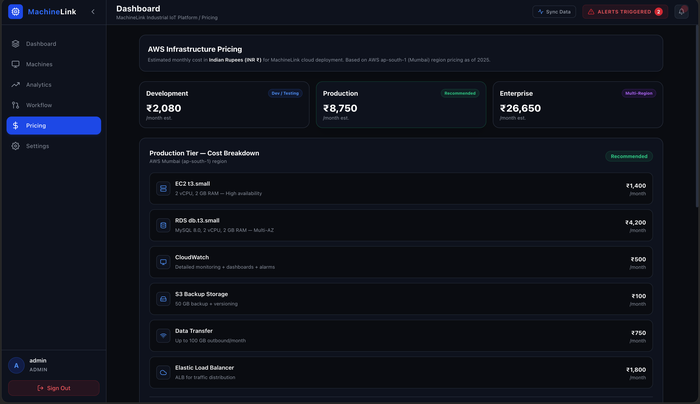 MachineLink
Dashboard
MachineLink Industrial IoT Platform / Pricing
Sync Data
ALERTS TRIGGERED 2
Dashboard
Machines
Analytics
Workflow
Pricing
Settings
AWS Infrastructure Pricing
Estimated monthly cost in Indian Rupees (INR ₹) for MachineLink cloud deployment. Based on AWS ap-south-1 (Mumbai) region pricing as of 2025.
Development
Dev / Testing
₹2,080
/month est.
Production
Recommended
₹8,750
/month est.
Enterprise
Multi-Region
₹26,650
/month est.
Production Tier — Cost Breakdown
AWS Mumbai (ap-south-1) region
Recommended
EC2 t3.small
2 vCPU, 2 GB RAM — High availability
₹1,400
/month
RDS db.t3.small
MySQL 8.0, 2 vCPU, 2 GB RAM — Multi-AZ
₹4,200
/month
CloudWatch
Detailed monitoring + dashboards + alarms
₹500
/month
S3 Backup Storage
50 GB backup + versioning
₹100
/month
Data Transfer
Up to 100 GB outbound/month
₹750
/month
Elastic Load Balancer
ALB for traffic distribution
₹1,800
/month
A
admin
ADMIN
Sign Out